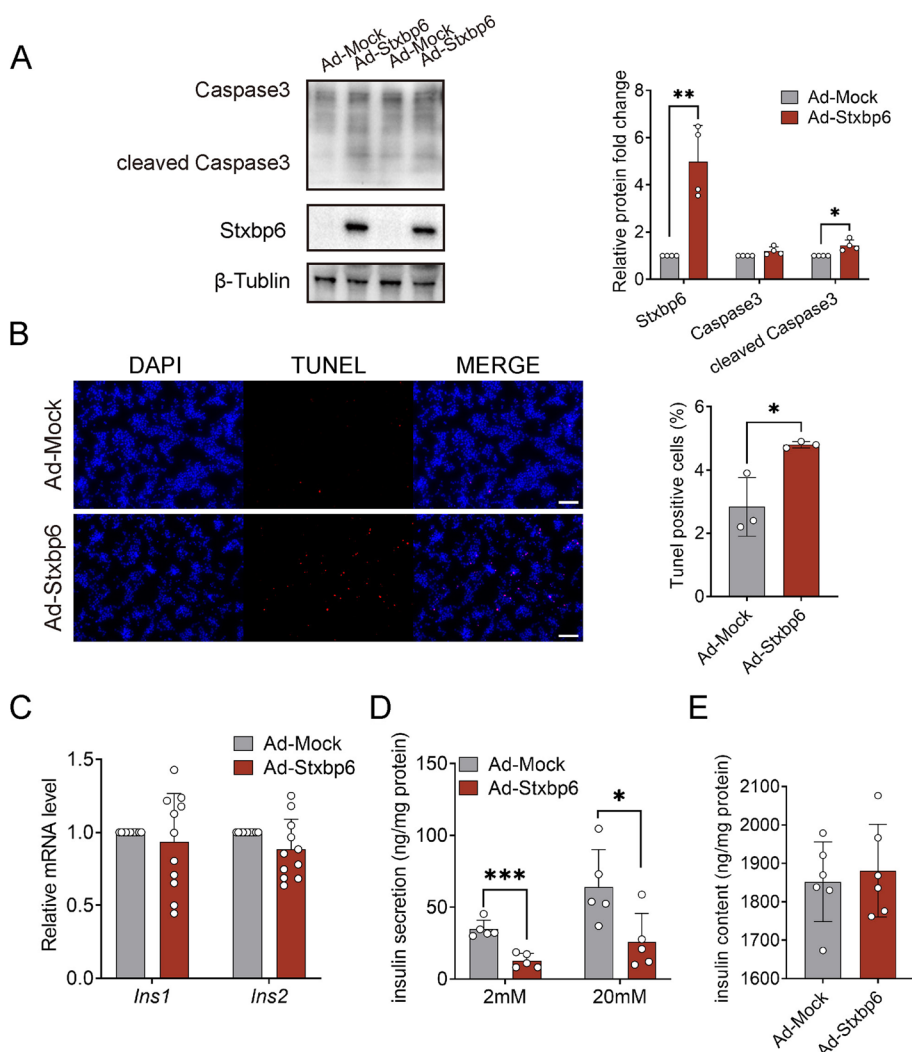 A
Ad-Mock
Ad-Stxbp6
Ad-Mock
Ad-Stxbp6
Caspase3
cleaved Caspase3
Stxbp6
β-Tublin
Relative protein fold change
8
6
4
2
0
**
*
Ad-Mock
Ad-Stxbp6
Stxbp6
Caspase3
cleaved Caspase3
B
DAPI TUNEL MERGE
Ad-Mock
Ad-Stxbp6
Tunel positive cells (%)
6
4
2
0
*
Ad-Mock
Ad-Stxbp6
C
Relative mRNA level
1.5
1.0
0.5
0.0
Ad-Mock
Ad-Stxbp6
Ins1 Ins2
D
insulin secretion (ng/mg protein)
150
100
50
0
Ad-Mock
Ad-Stxbp6
***
*
2mM 20mM
E
insulin content (ng/mg protein)
2100
2000
1900
1800
1700
1600
Ad-Mock
Ad-Stxbp6